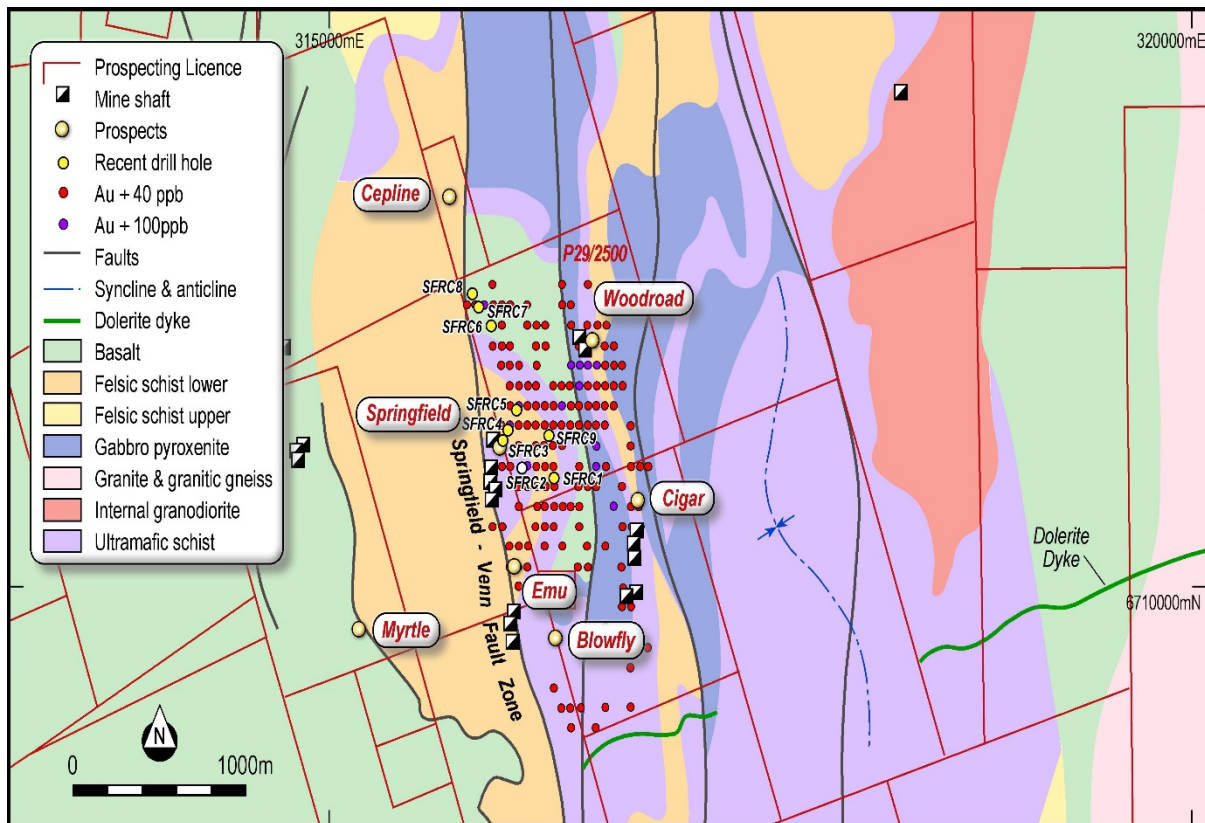 315000mE
320000mE
Prospecting Licence
Mine shaft
Prospects
Recent drill hole
Au + 40 ppb
Au + 100ppb
Faults
Syncline & anticline
Dolerite dyke
Basalt
Felsic schist lower
Felsic schist upper
Gabbro pyroxenite
Granite & granitic gneiss
Internal granodiorite
Ultramafic schist
Cepline
P29/2500
SFRC8
SFRC7
SFRC6
Woodroad
Springfield
SFRC5
SFRC4
SFRC9
SFRC3
SFRC2
SFRC1
Springfield - Venn Fault Zone
Cigar
Dolerite
Dyke
Emu
6710000mN
Myrtle
Blowfly
N
0
1000m